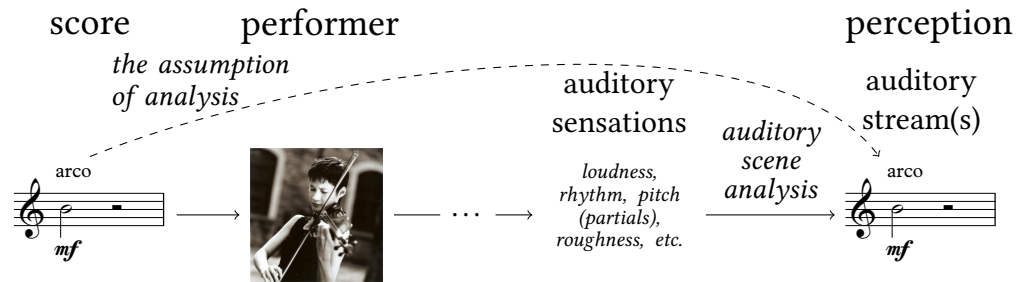 score
performer
perception
the assumption
of analysis
auditory
sensations
auditory
scene
analysis
auditory
stream(s)
arco
mf
loudness,
rhythm, pitch
(partials),
roughness, etc.
...
arco
mf